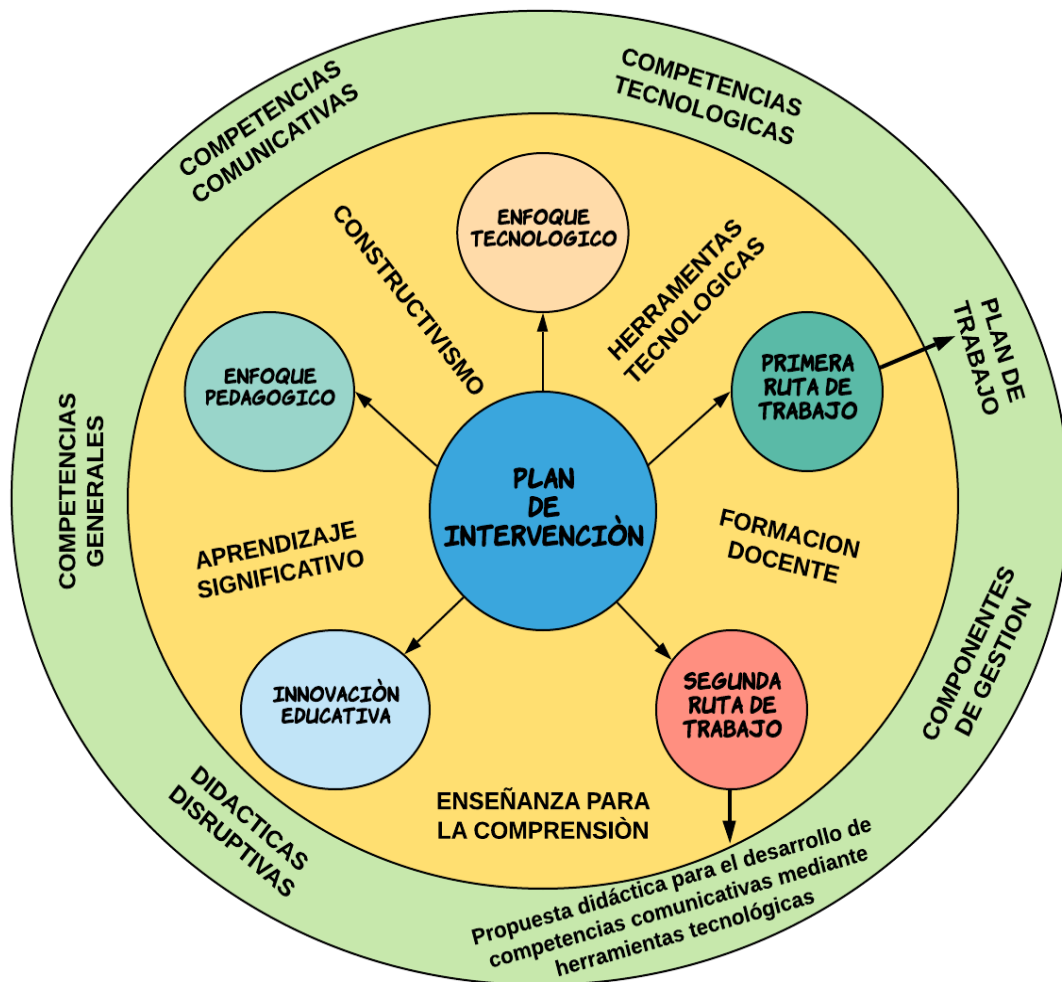 COMPETENCIAS
COMUNICATIVAS
COMPETENCIAS
TECNOLOGICAS
CONSTRUCTIVISMO
ENFOQUE
TECNOLOGICO
HERRAMENTAS
TECNOLOGICAS
PLAN DE
TRABAJO
ENFOQUE
PEDAGOGICO
PRIMERA
RUTA DE
TRABAJO
COMPETENCIAS
GENERALES
PLAN
DE
INTERVENCIÒN
APRENDIZAJE
SIGNIFICATIVO
FORMACION
DOCENTE
COMPONENTES
DE GESTION
INNOVACIÒN
EDUCATIVA
SEGUNDA
RUTA DE
TRABAJO
DIDACTICAS
DISRUPTIVAS
ENSEÑANZA PARA
LA COMPRENSIÒN
Propuesta didáctica para el desarrollo de
competencias comunicativas mediante
herramientas tecnológicas